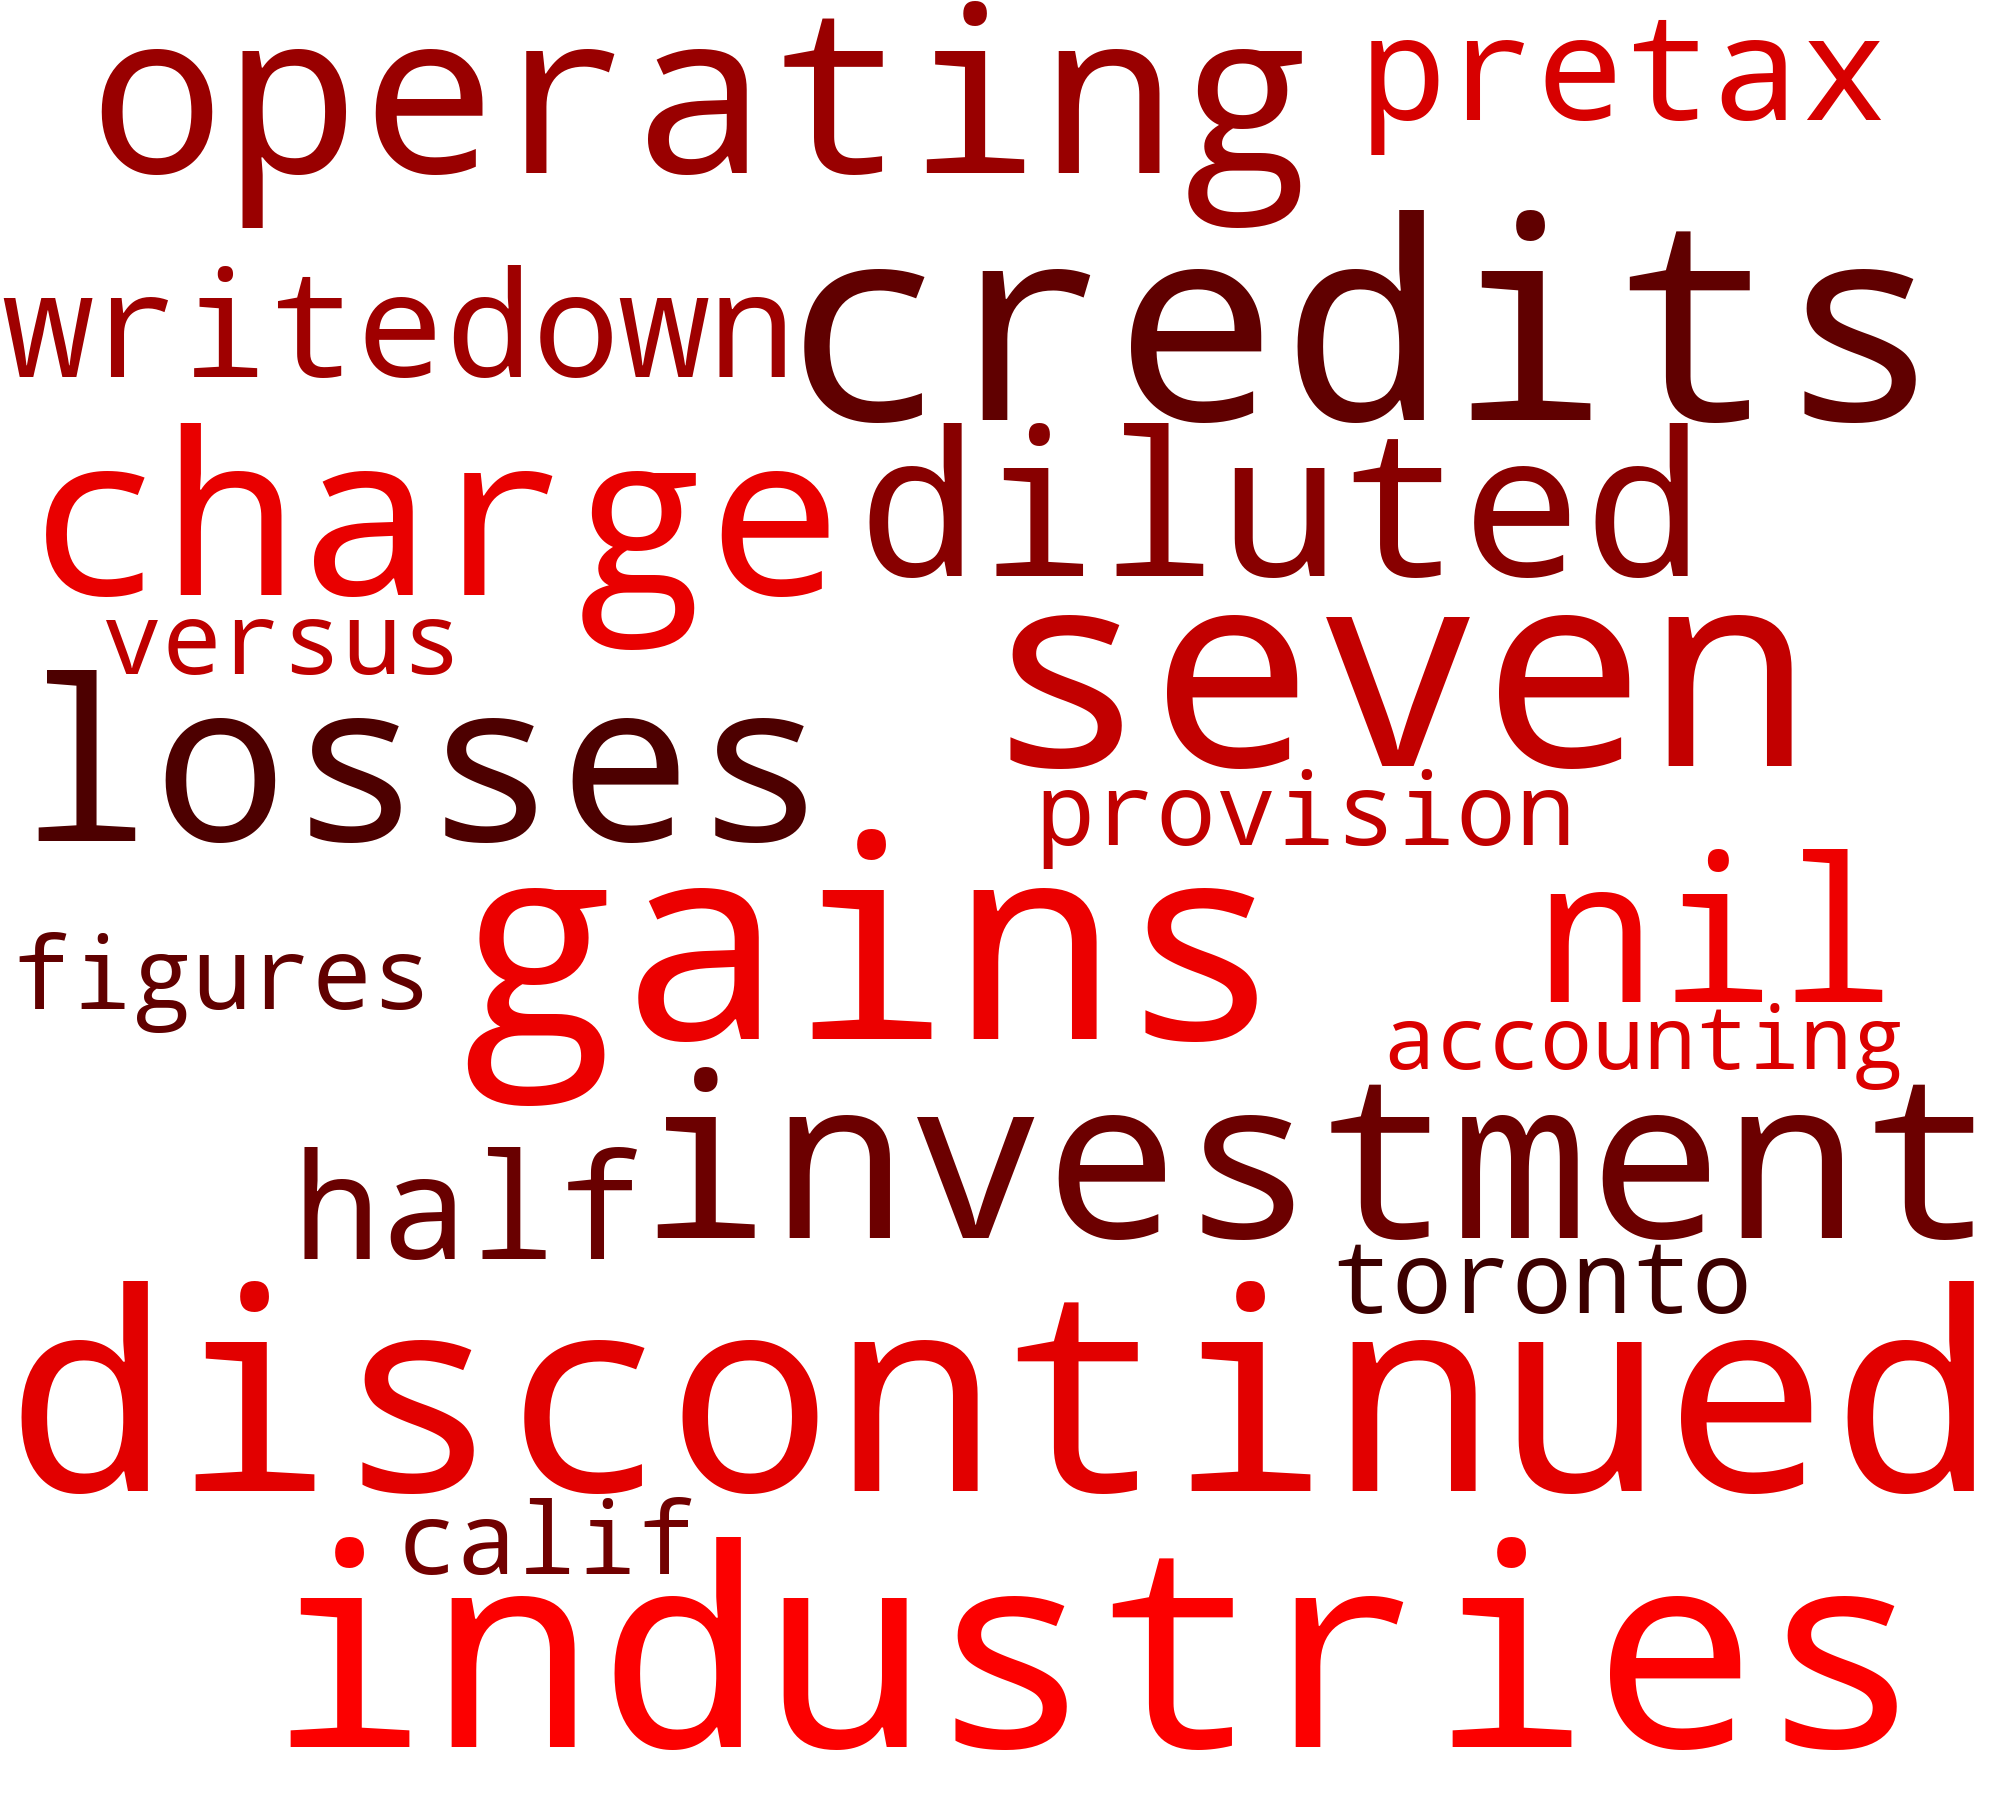 operating pretax
writedown credits
charge diluted
versus seven
losses
provision
gains nil
figures
accounting
half investment
toronto
discontinued
calif
industries